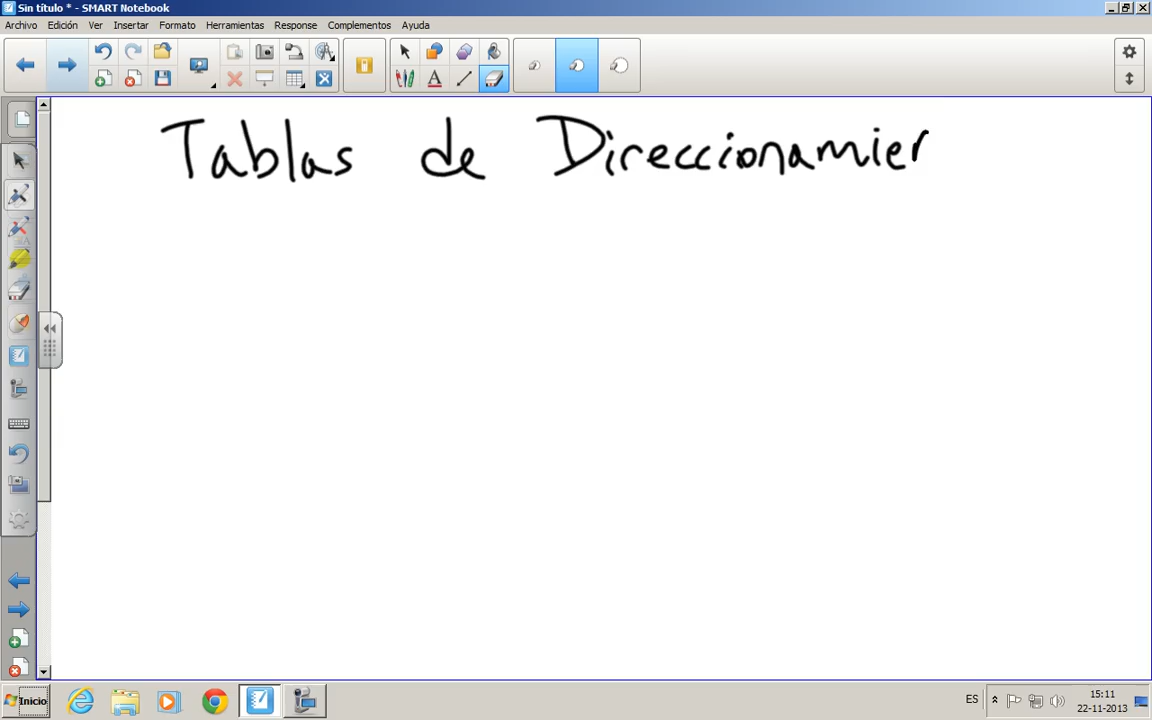 Sin título * - SMART Notebook
Archivo Edición Ver Insertar Formato Herramientas Response Complementos Ayuda
Tablas de Direccionamier
Inicio
ES
15:11
22-11-2013